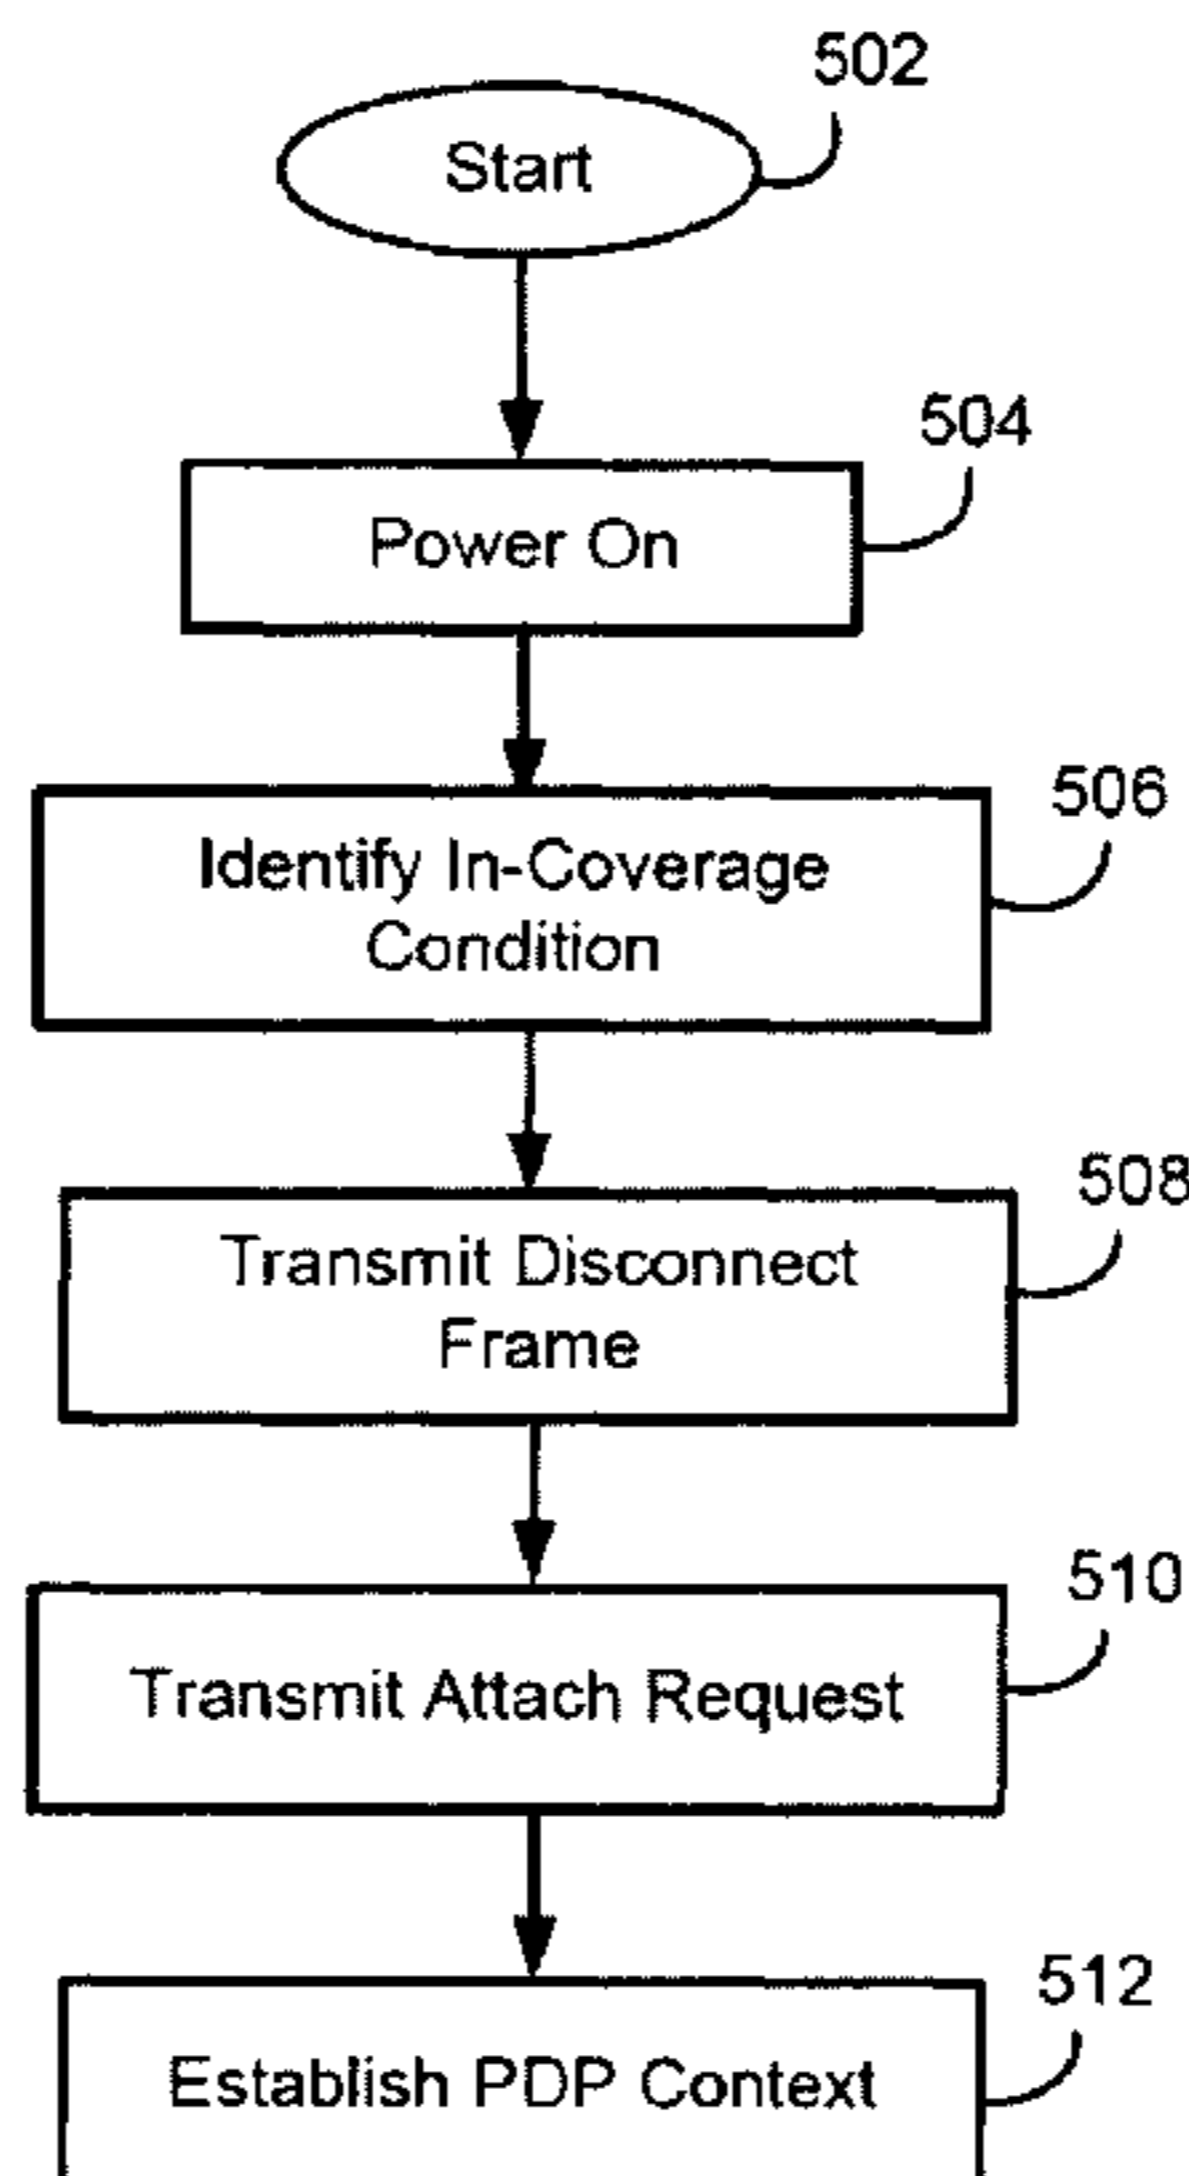 502
Start
504
Power On
506
Identify In-Coverage
Condition
508
Transmit Disconnect
Frame
510
Transmit Attach Request
512
Establish PDP Context